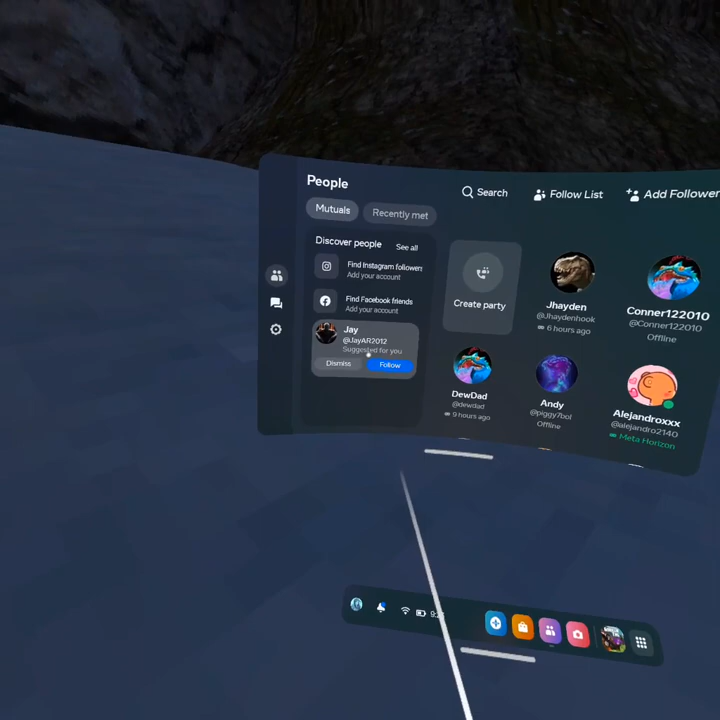 People
Search
Follow List
Add Follower
Mutuals
Recently met
Discover people
See all
Find Instagram followers
Add your account
Find Facebook friends
Add your account
Jay
@JayAR2012
Suggested for you
Dismiss
Follow
Create party
Jhayden
@Jhaydenhook
6 hours ago
Conner122010
@Conner122010
Offline
DewDad
@dewdad
9 hours ago
Andy
@piggy7bol
Offline
Alejandroxxx
@alejandro2140
Meta Horizon